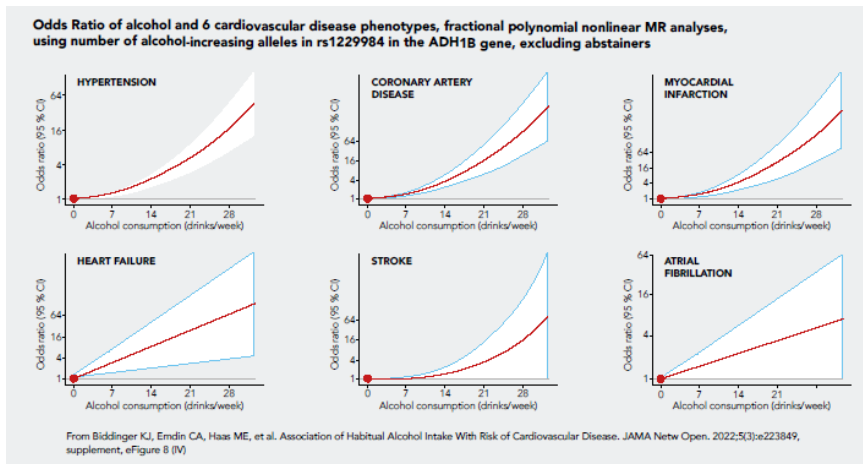 Odds Ratio of alcohol and 6 cardiovascular disease phenotypes, fractional polynomial nonlinear MR analyses,
using number of alcohol-increasing alleles in rs1229984 in the ADH1B gene, excluding abstainers
HYPERTENSION
Odds ratio (95 % CI)
64
16
4
1
0 7 14 21 28
Alcohol consumption (drinks/week)
CORONARY ARTERY
DISEASE
Odds ratio (95 % CI)
64
16
4
1
0 7 14 21 28
Alcohol consumption (drinks/week)
MYOCARDIAL
INFARCTION
Odds ratio (95 % CI)
64
16
4
1
0 7 14 21 28
Alcohol consumption (drinks/week)
HEART FAILURE
Odds ratio (95 % CI)
64
16
4
1
0 7 14 21 28
Alcohol consumption (drinks/week)
STROKE
Odds ratio (95 % CI)
64
16
4
1
0 7 14 21 28
Alcohol consumption (drinks/week)
ATRIAL
FIBRILLATION
Odds ratio (95 % CI)
64
16
4
1
0 7 14 21 28
Alcohol consumption (drinks/week)
From Biddinger KJ, Emdin CA, Haas ME, et al. Association of Habitual Alcohol Intake With Risk of Cardiovascular Disease. JAMA Netw Open. 2022;5(3):e223849,
supplement, eFigure 8 (IV)